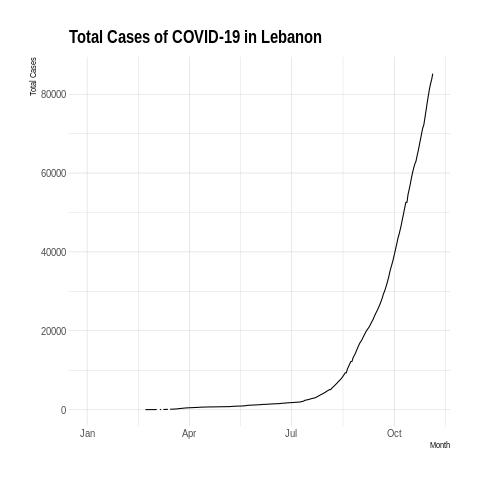 Total Cases of COVID-19 in Lebanon
Total Cases
80000
60000
40000
20000
0
Jan Apr Jul Oct
Month